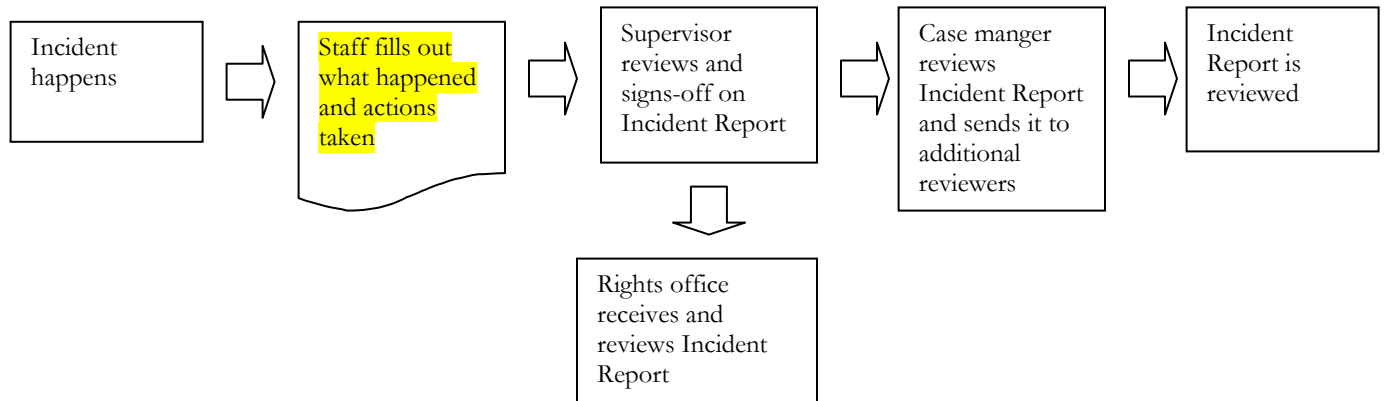 Incident
happens
Staff fills out
what happened
and actions
taken
Supervisor
reviews and
signs-off on
Incident Report
Case manger
reviews
Incident Report
and sends it to
additional
reviewers
Incident
Report is
reviewed
Rights office
receives and
reviews Incident
Report